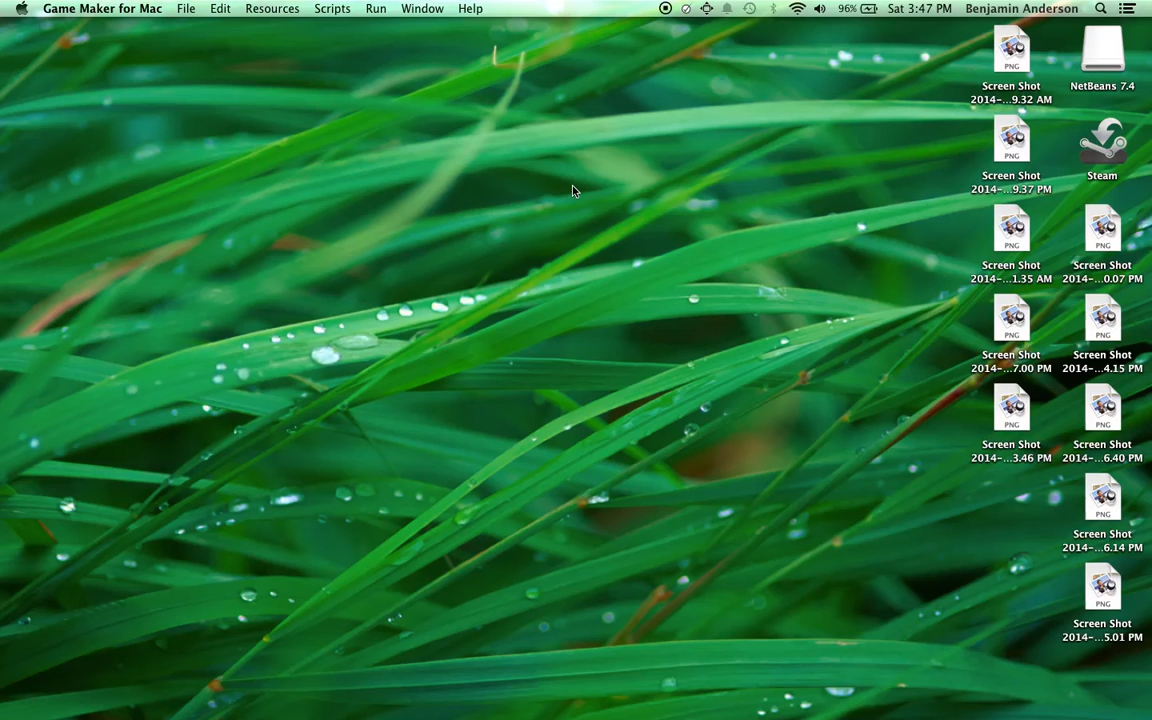 Game Maker for Mac File Edit Resources Scripts Run Window Help 96% Sat 3:47 PM Benjamin Anderson
PNG
Screen Shot
2014-...9.32 AM
NetBeans 7.4
PNG
Screen Shot
2014-...9.37 PM
Steam
PNG
Screen Shot
2014-...1.35 AM
PNG
Screen Shot
2014-...0.07 PM
PNG
Screen Shot
2014-...7.00 PM
PNG
Screen Shot
2014-...4.15 PM
PNG
Screen Shot
2014-...3.46 PM
PNG
Screen Shot
2014-...6.40 PM
PNG
Screen Shot
2014-...6.14 PM
PNG
Screen Shot
2014-...5.01 PM